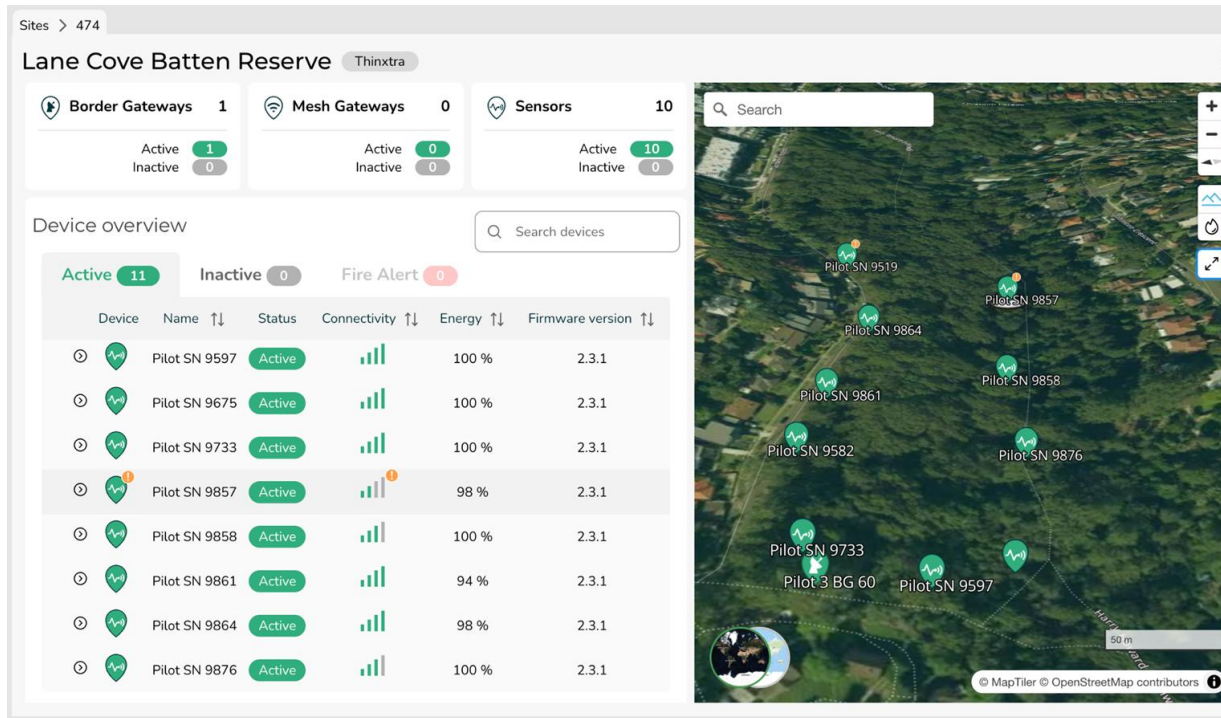 Sites > 474
Lane Cove Batten Reserve Thinxtra
Border Gateways 1
Active 1
Inactive 0
Mesh Gateways 0
Active 0
Inactive 0
Sensors 10
Active 10
Inactive 0
Device overview
Search devices
Active 11 Inactive 0 Fire Alert 0
Device Name Status Connectivity Energy Firmware version
Pilot SN 9597 Active 100 % 2.3.1
Pilot SN 9675 Active 100 % 2.3.1
Pilot SN 9733 Active 100 % 2.3.1
Pilot SN 9857 Active 98 % 2.3.1
Pilot SN 9858 Active 100 % 2.3.1
Pilot SN 9861 Active 94 % 2.3.1
Pilot SN 9864 Active 98 % 2.3.1
Pilot SN 9876 Active 100 % 2.3.1
Search
Pilot SN 9519
Pilot SN 9857
Pilot SN 9864
Pilot SN 9858
Pilot SN 9861
Pilot SN 9582
Pilot SN 9876
Pilot SN 9733
Pilot 3 BG 60
Pilot SN 9597
50 m
© MapTiler © OpenStreetMap contributors